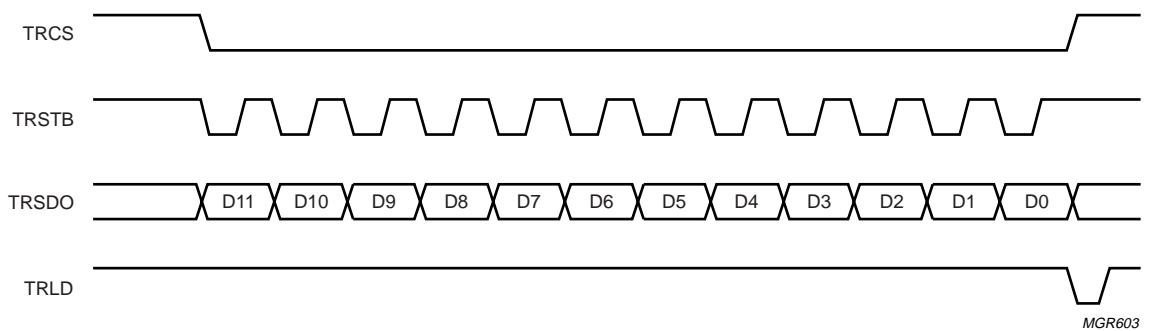 TRCS
TRSTB
TRSDO D11 D10 D9 D8 D7 D6 D5 D4 D3 D2 D1 D0
TRLD
MGR603